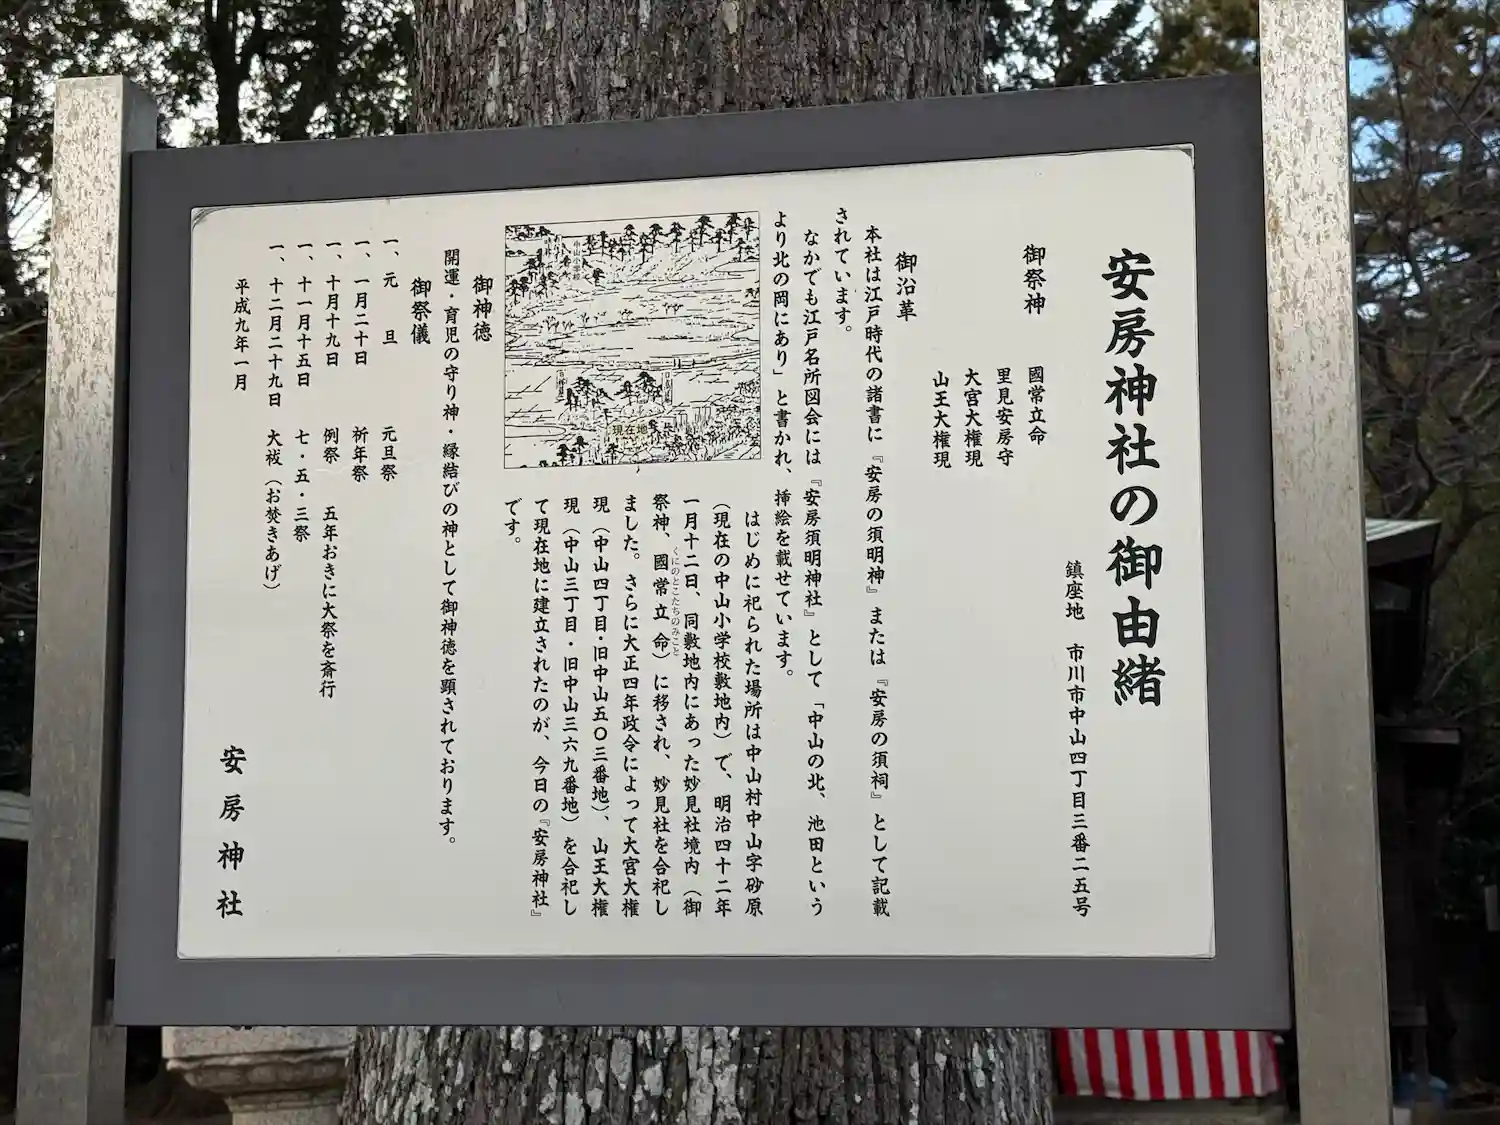 安房神社の御由緒
鎮座地　市川市中山四丁目三番二五号
御祭神
國常立命
里見安房守
大宮大権現
山王大権現
御沿革
本社は江戸時代の諸書に『安房の須明神』または『安房の須祠』として記載
されています。
なかでも江戸名所図会には『安房須明神社』として「中山の北、池田という
より北の岡にあり」と書かれ、挿絵を載せています。
はじめに祀られた場所は中山村中山字砂原
（現在の中山小学校敷地内）で、明治四十二年
一月十二日、同敷地内にあった妙見社境内（御
祭神、國常立命）に移され、妙見社を合祀し
くにのとこたちのみこと
ました。さらに大正四年政令によって大宮大権
現（中山四丁目・旧中山五〇三番地）、山王大権
現（中山三丁目・旧中山三六九番地）を合祀し
て現在地に建立されたのが、今日の『安房神社』
です。
中山小学校
現在地
御神徳
開運・育児の守り神・縁結びの神として御神徳を顕されております。
御祭儀
一、元　旦　元旦祭
一、一月二十日　祈年祭
一、十月十九日　例祭　五年おきに大祭を斎行
一、十一月十五日　七・五・三祭
一、十二月二十九日　大祓（お焚きあげ）
平成九年一月
安房神社